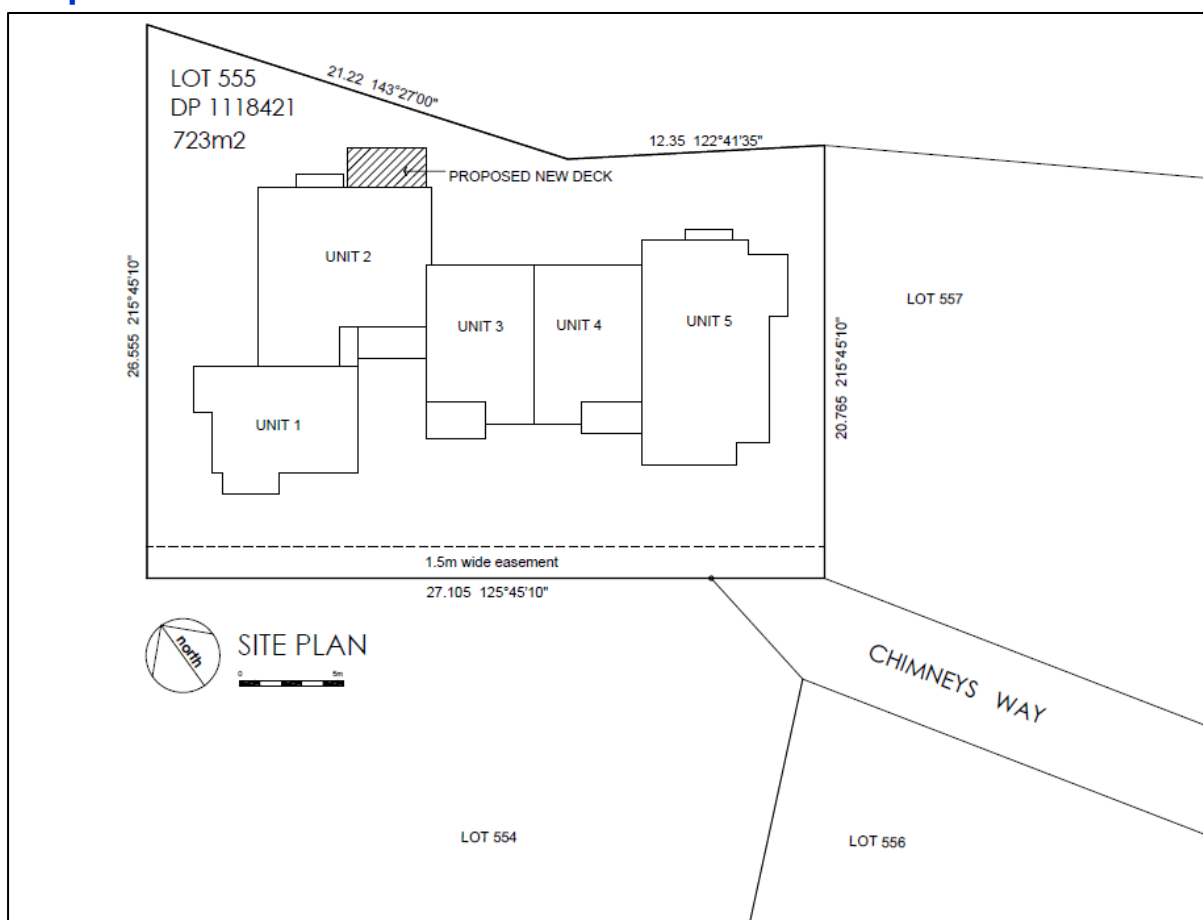 LOT 555
DP 1118421
723m2
21.22 143°27'00"
12.35 122°41'35"
PROPOSED NEW DECK
UNIT 2
26.555 215°45'10"
UNIT 3
UNIT 4
UNIT 5
LOT 557
20.765 215°45'10"
UNIT 1
1.5m wide easement
27.105 125°45'10"
north
SITE PLAN
0 5m
CHIMNEYS WAY
LOT 554
LOT 556